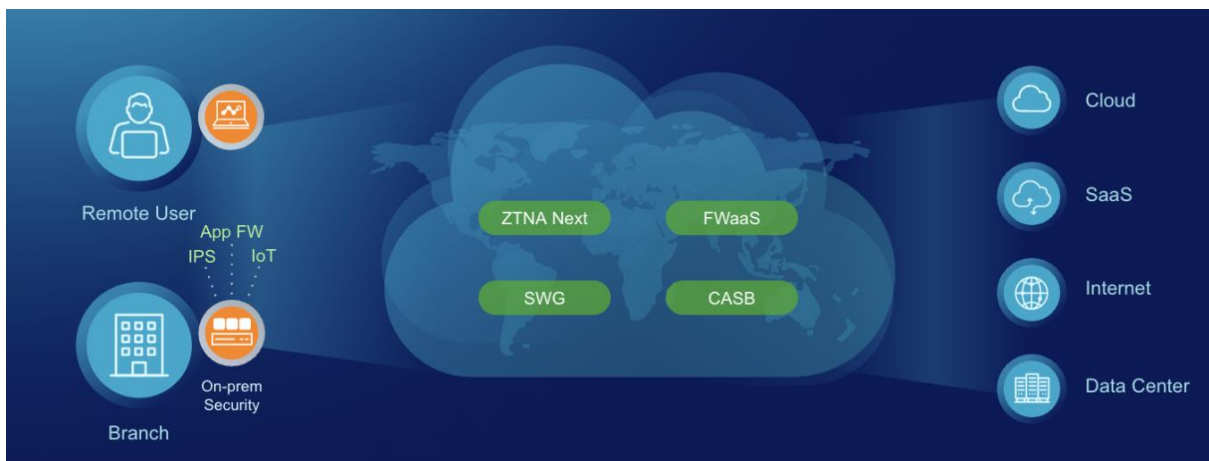 Remote User
App FW
IPS
IoT
On-prem
Security
Branch
ZTNA Next
FWaaS
SWG
CASB
Cloud
SaaS
Internet
Data Center